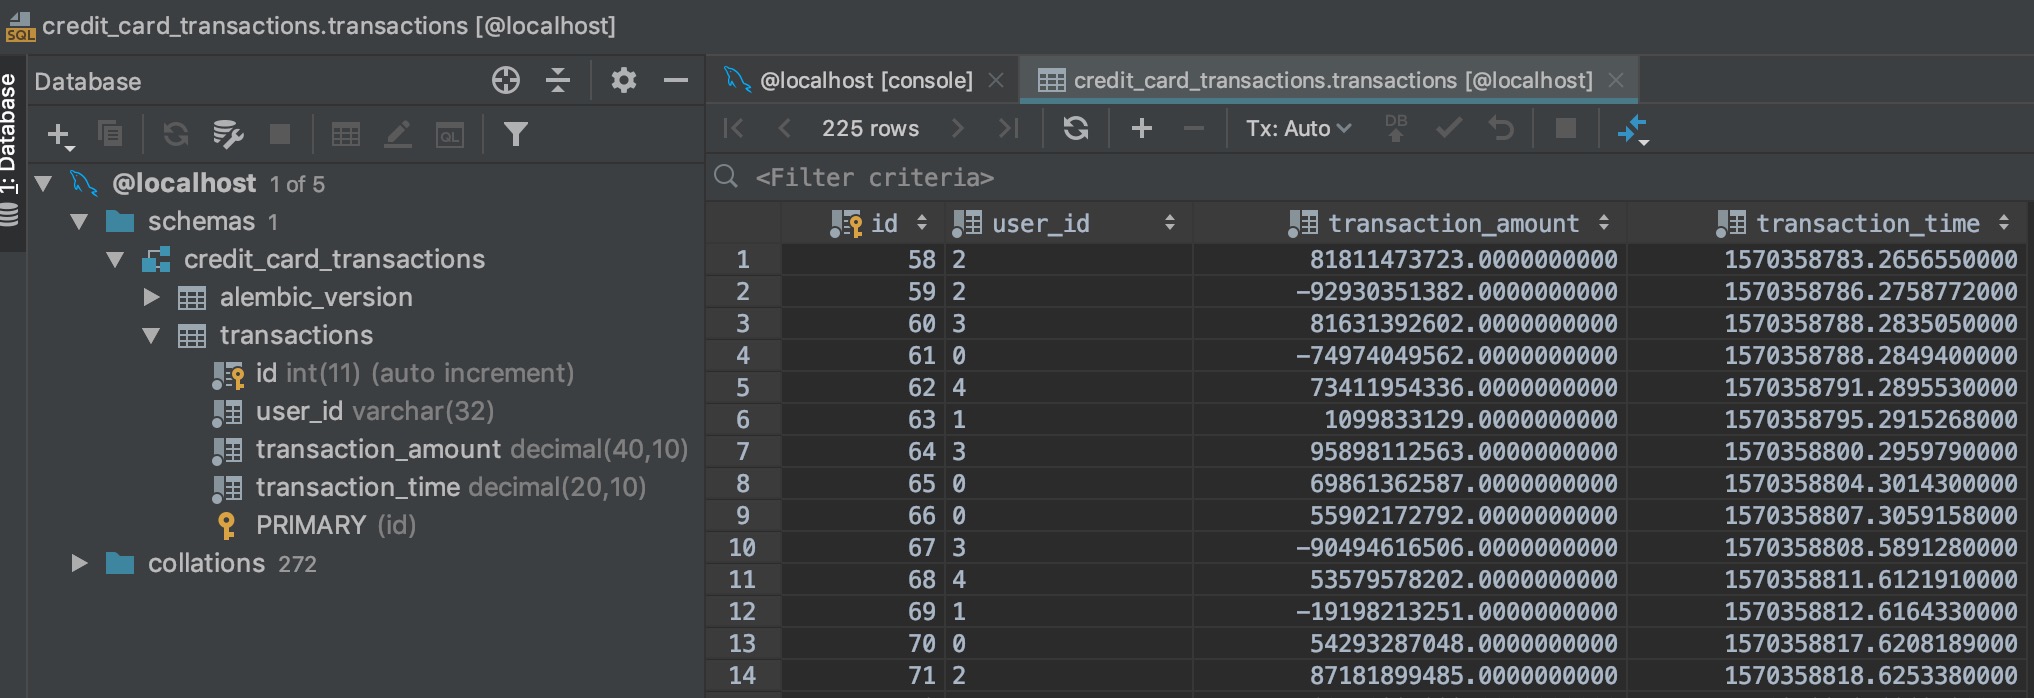 SQL credit_card_transactions.transactions [@localhost]
1: Database
Database
QL
@localhost 1 of 5
schemas 1
credit_card_transactions
alembic_version
transactions
id int(11) (auto increment)
user_id varchar(32)
transaction_amount decimal(40,10)
transaction_time decimal(20,10)
PRIMARY (id)
collations 272
@localhost [console] credit_card_transactions.transactions [@localhost]
225 rows Tx: Auto DB
<Filter criteria>
id user_id transaction_amount transaction_time
1 58 2 81811473723.0000000000 1570358783.2656550000
2 59 2 -92930351382.0000000000 1570358786.2758772000
3 60 3 81631392602.0000000000 1570358788.2835050000
4 61 0 -74974049562.0000000000 1570358788.2849400000
5 62 4 73411954336.0000000000 1570358791.2895530000
6 63 1 1099833129.0000000000 1570358795.2915268000
7 64 3 95898112563.0000000000 1570358800.2959790000
8 65 0 69861362587.0000000000 1570358804.3014300000
9 66 0 55902172792.0000000000 1570358807.3059158000
10 67 3 -90494616506.0000000000 1570358808.5891280000
11 68 4 53579578202.0000000000 1570358811.6121910000
12 69 1 -19198213251.0000000000 1570358812.6164330000
13 70 0 54293287048.0000000000 1570358817.6208189000
14 71 2 87181899485.0000000000 1570358818.6253380000